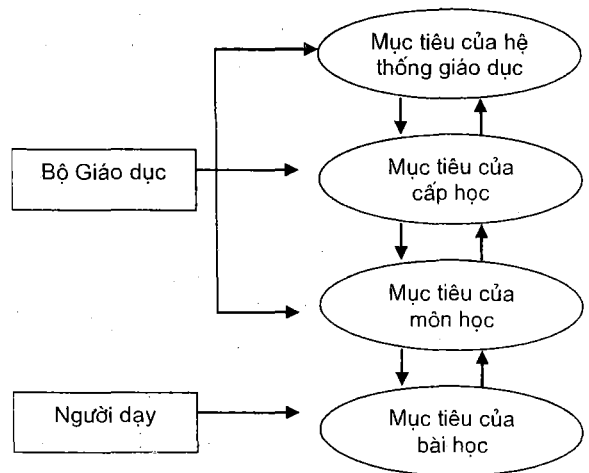 Mục tiêu của hệ
thống giáo dục
Bộ Giáo dục
Mục tiêu của
cấp học
Mục tiêu của
môn học
Người dạy
Mục tiêu của
bài học